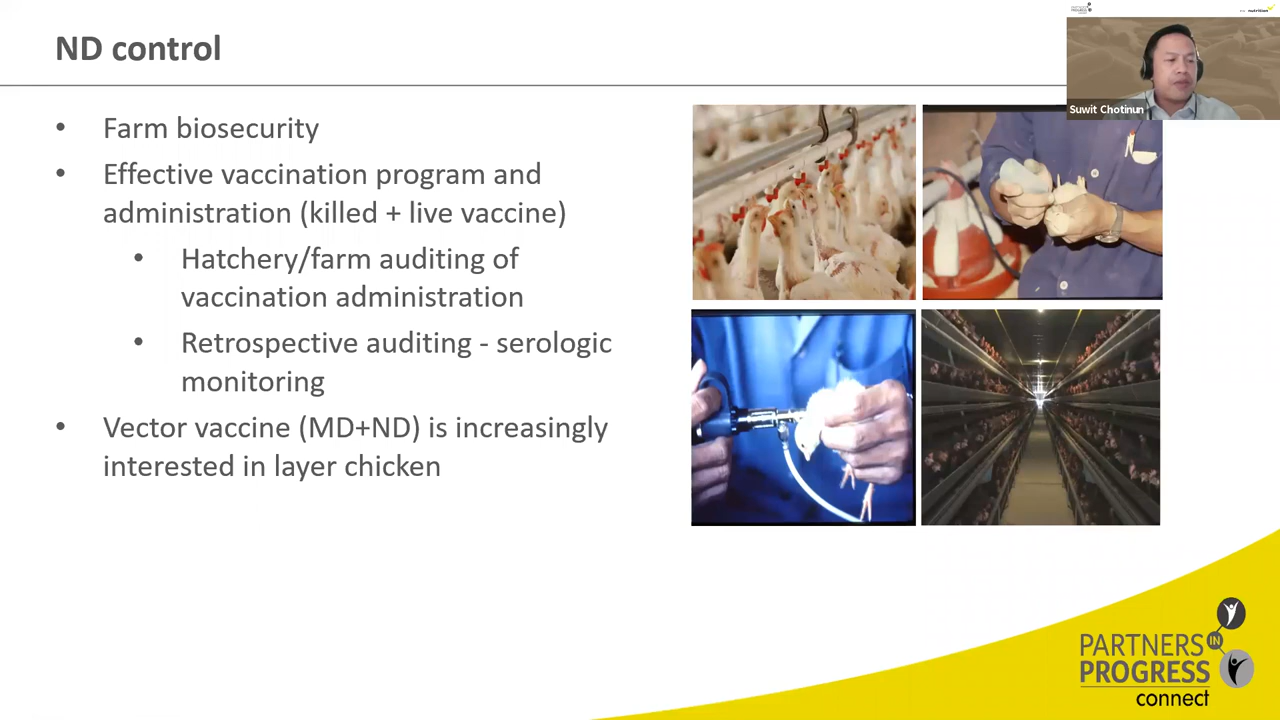 ND control
• Farm biosecurity
• Effective vaccination program and
administration (killed + live vaccine)
• Hatchery/farm auditing of
vaccination administration
• Retrospective auditing - serologic
monitoring
• Vector vaccine (MD+ND) is increasingly
interested in layer chicken
PROGRESS
nutrition
Suwit Chotinun
PARTNERS IN
PROGRESS
connect